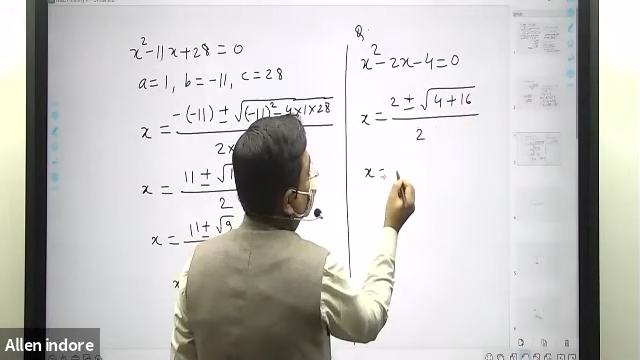 x² - 11x + 28 = 0
a = 1, b = -11, c = 28
x = -(-11) ± √(-11)² - 4×1×28
2×
x = 11 ± √1
2
x = 11 ± √9
x
Q.
x² - 2x - 4 = 0
x = 2 ± √4 + 16
2
x =
Allen indore